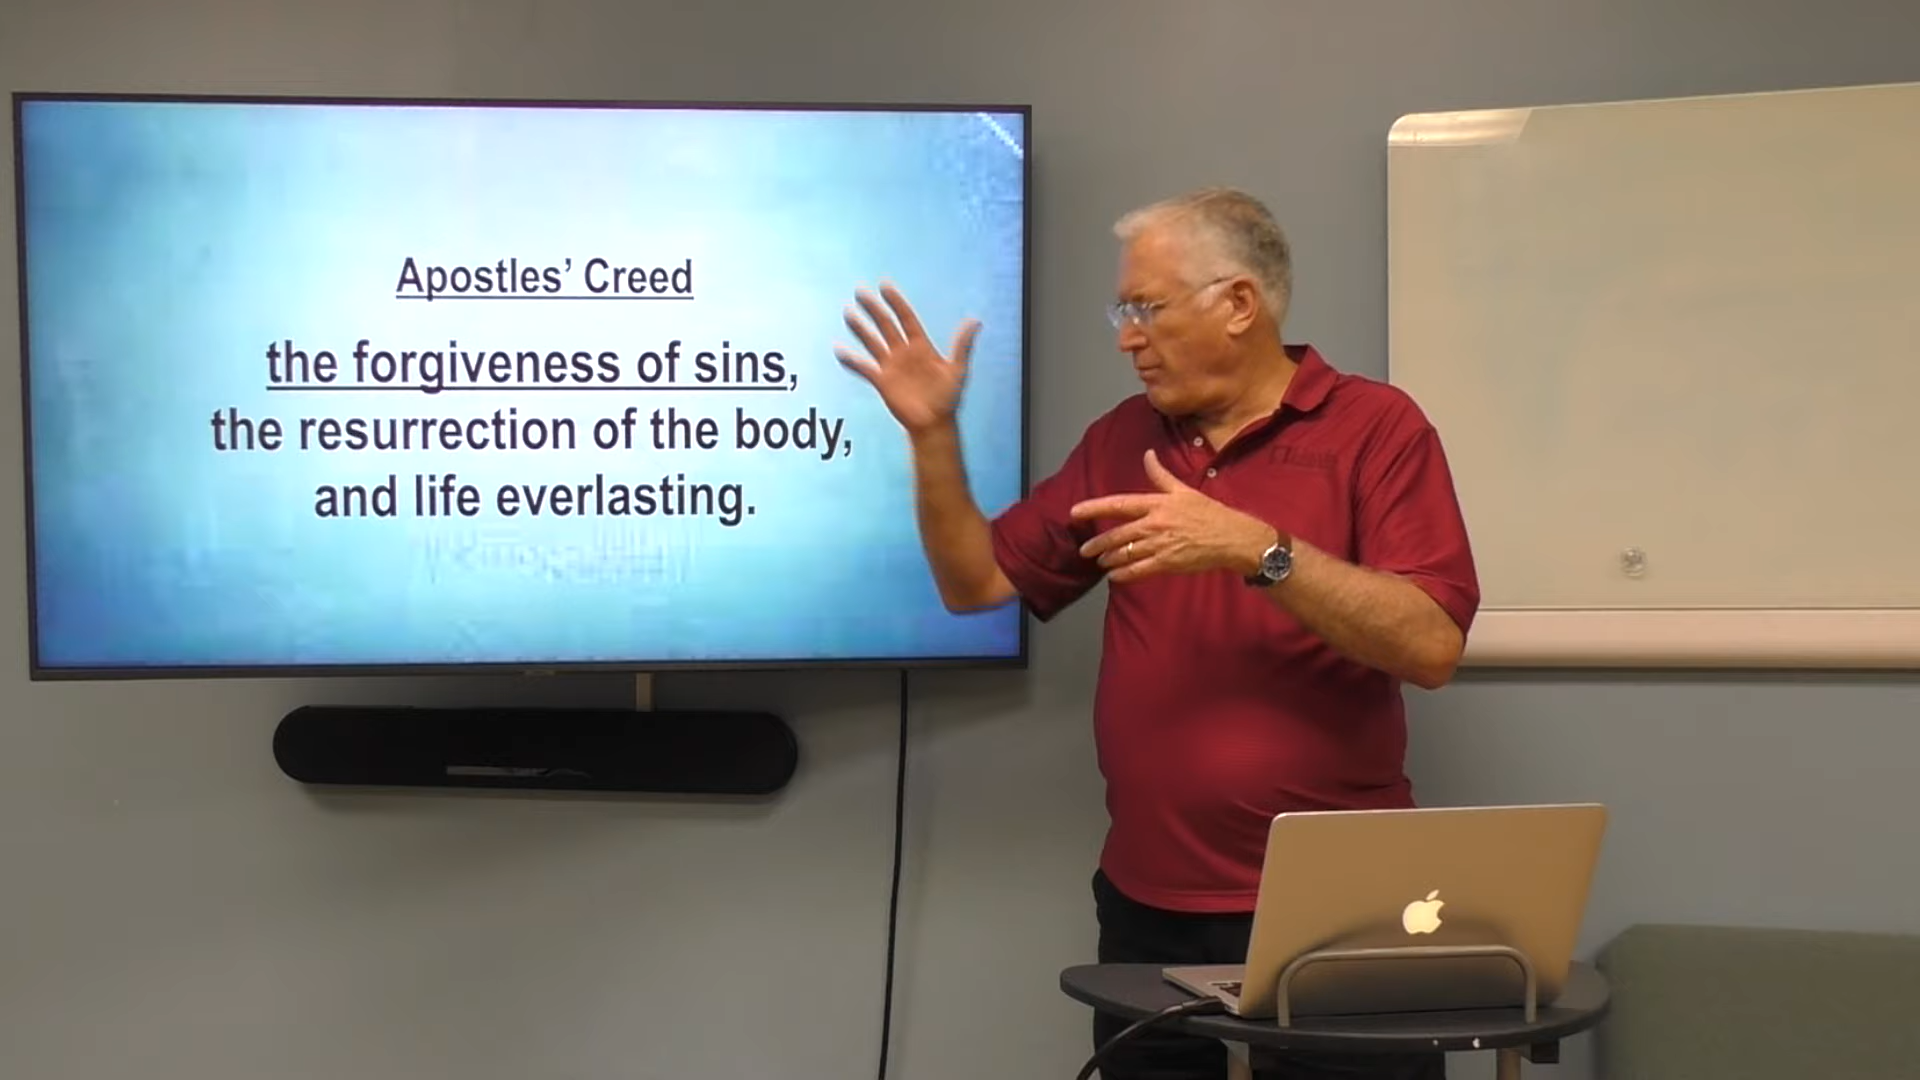 Apostles’ Creed
the forgiveness of sins,
the resurrection of the body,
and life everlasting.